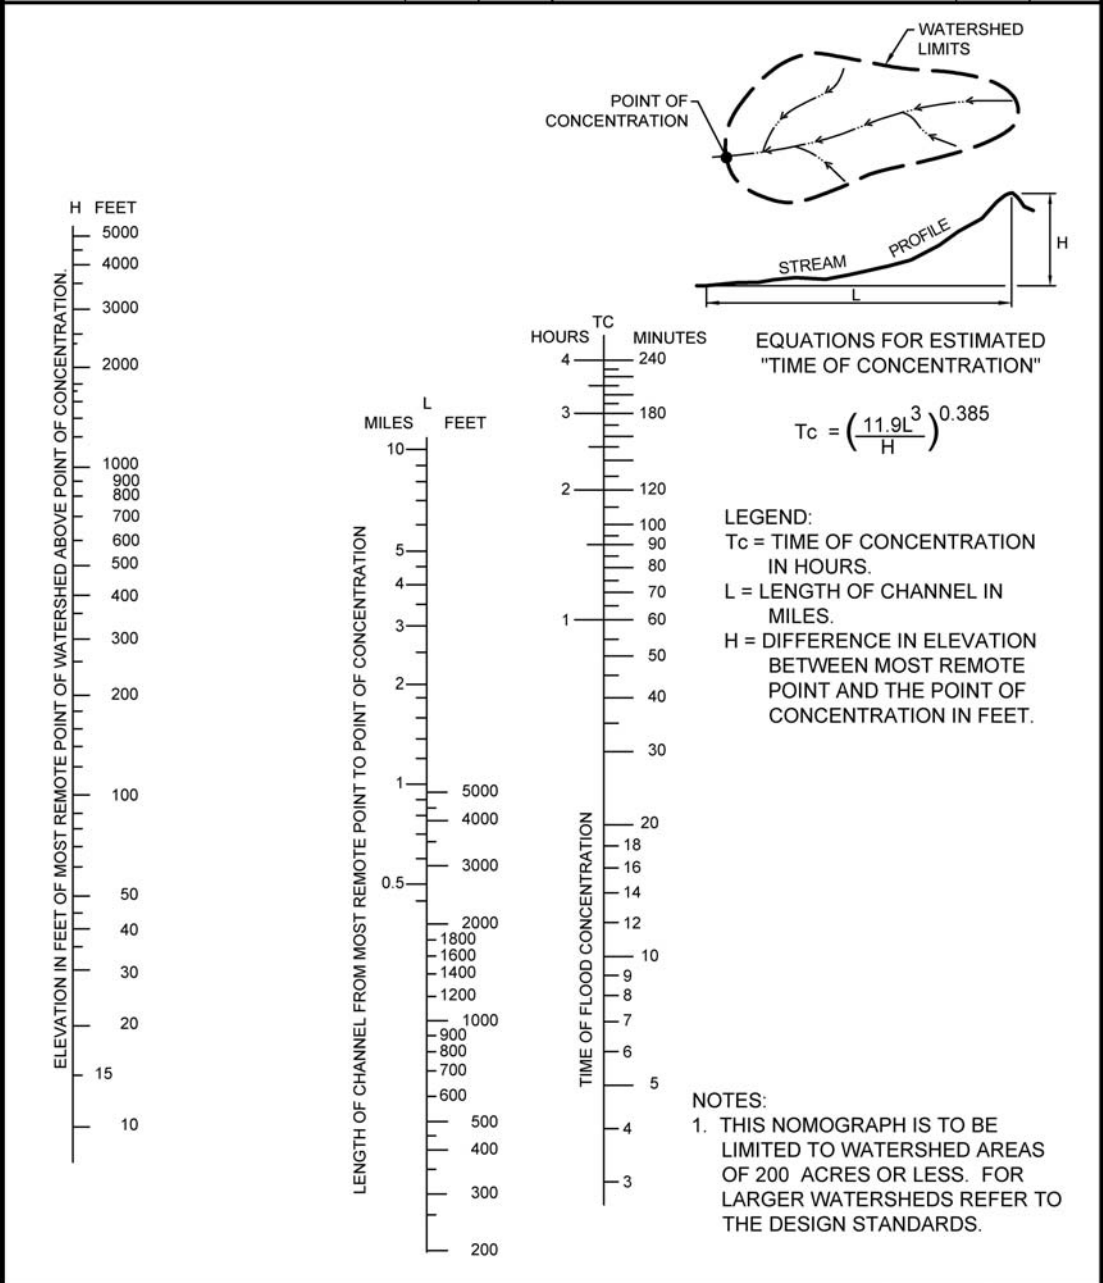 WATERSHED
LIMITS
POINT OF
CONCENTRATION
STREAM
PROFILE
H
L
H FEET
5000
4000
3000
2000
1000
900
800
700
600
500
400
300
200
100
50
40
30
20
15
10
ELEVATION IN FEET OF MOST REMOTE POINT OF WATERSHED ABOVE POINT OF CONCENTRATION.
L
MILES FEET
10
5
4
3
2
1
0.5
5000
4000
3000
2000
1800
1600
1400
1200
1000
900
800
700
600
500
400
300
200
LENGTH OF CHANNEL FROM MOST REMOTE POINT TO POINT OF CONCENTRATION
TC
HOURS MINUTES
4
3
2
1
240
180
120
100
90
80
70
60
50
40
30
20
18
16
14
12
10
9
8
7
6
5
4
3
TIME OF FLOOD CONCENTRATION
EQUATIONS FOR ESTIMATED
"TIME OF CONCENTRATION"
Tc = (11.9L³/H)^0.385
LEGEND:
Tc = TIME OF CONCENTRATION
IN HOURS.
L = LENGTH OF CHANNEL IN
MILES.
H = DIFFERENCE IN ELEVATION
BETWEEN MOST REMOTE
POINT AND THE POINT OF
CONCENTRATION IN FEET.
NOTES:
1. THIS NOMOGRAPH IS TO BE
LIMITED TO WATERSHED AREAS
OF 200 ACRES OR LESS. FOR
LARGER WATERSHEDS REFER TO
THE DESIGN STANDARDS.